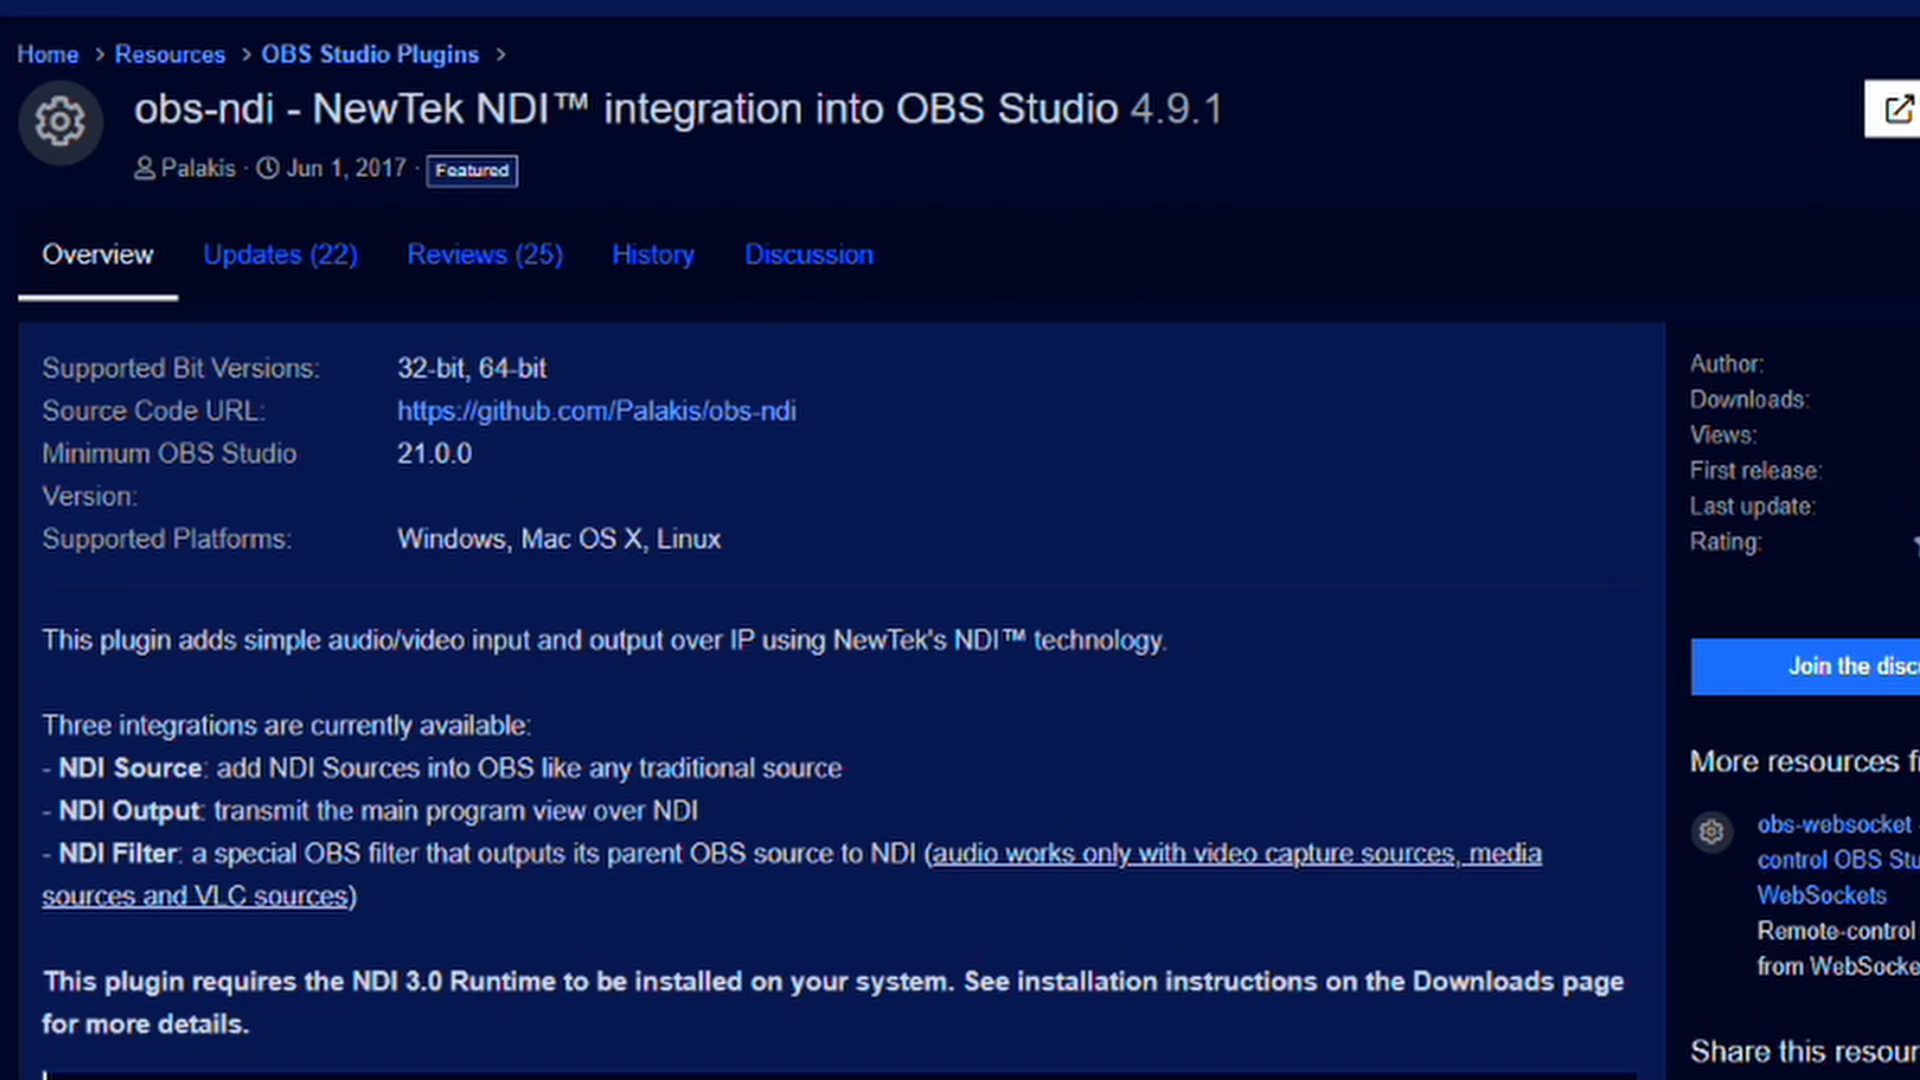 Home > Resources > OBS Studio Plugins >
obs-ndi - NewTek NDI™ integration into OBS Studio 4.9.1
Palakis · Jun 1, 2017 · Featured
Overview Updates (22) Reviews (25) History Discussion
Supported Bit Versions: 32-bit, 64-bit
Source Code URL: https://github.com/Palakis/obs-ndi
Minimum OBS Studio 21.0.0
Version:
Supported Platforms: Windows, Mac OS X, Linux
This plugin adds simple audio/video input and output over IP using NewTek's NDI™ technology.
Three integrations are currently available:
- NDI Source: add NDI Sources into OBS like any traditional source
- NDI Output: transmit the main program view over NDI
- NDI Filter: a special OBS filter that outputs its parent OBS source to NDI (audio works only with video capture sources, media
sources and VLC sources)
This plugin requires the NDI 3.0 Runtime to be installed on your system. See installation instructions on the Downloads page
for more details.
Author:
Downloads:
Views:
First release:
Last update:
Rating:
Join the disc
More resources f
obs-websocket
control OBS Stu
WebSockets
Remote-control
from WebSocke
Share this resour